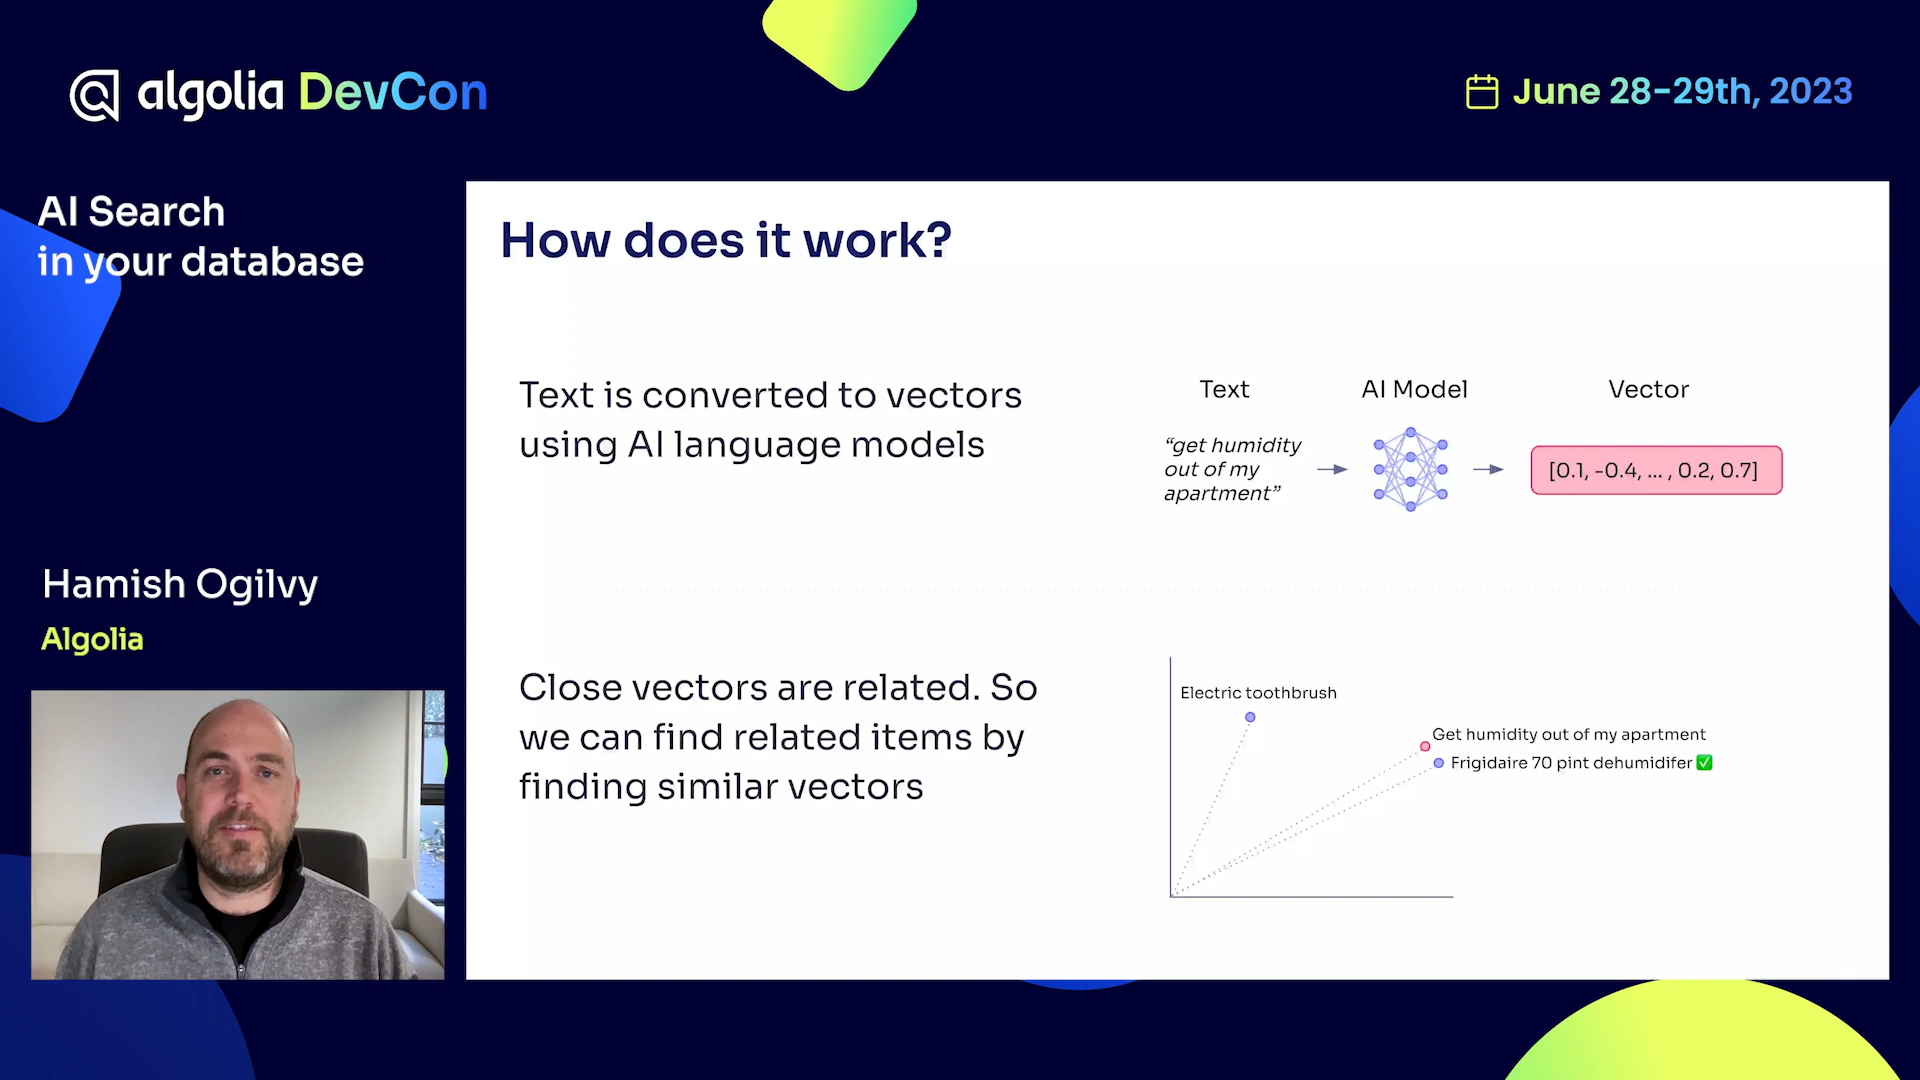 algolia DevCon
June 28-29th, 2023
AI Search
in your database
Hamish Ogilvy
Algolia
How does it work?
Text is converted to vectors
using AI language models
Text
AI Model
Vector
“get humidity
out of my
apartment”
[0.1, -0.4, ... , 0.2, 0.7]
Close vectors are related. So
we can find related items by
finding similar vectors
Electric toothbrush
Get humidity out of my apartment
Frigidaire 70 pint dehumidifer ✅